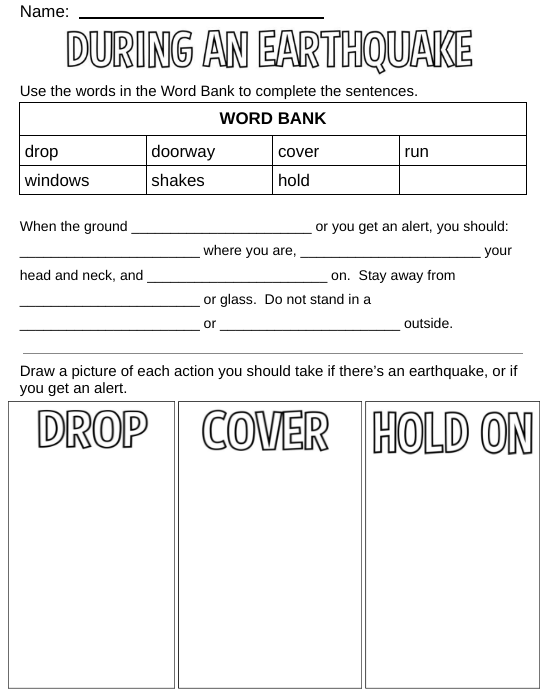 Name: ____________________
DURING AN EARTHQUAKE
Use the words in the Word Bank to complete the sentences.
WORD BANK
drop doorway cover run
windows shakes hold
When the ground ______________________ or you get an alert, you should:
______________________ where you are, ______________________ your
head and neck, and ______________________ on. Stay away from
______________________ or glass. Do not stand in a
______________________ or ______________________ outside.
Draw a picture of each action you should take if there’s an earthquake, or if
you get an alert.
DROP COVER HOLD ON